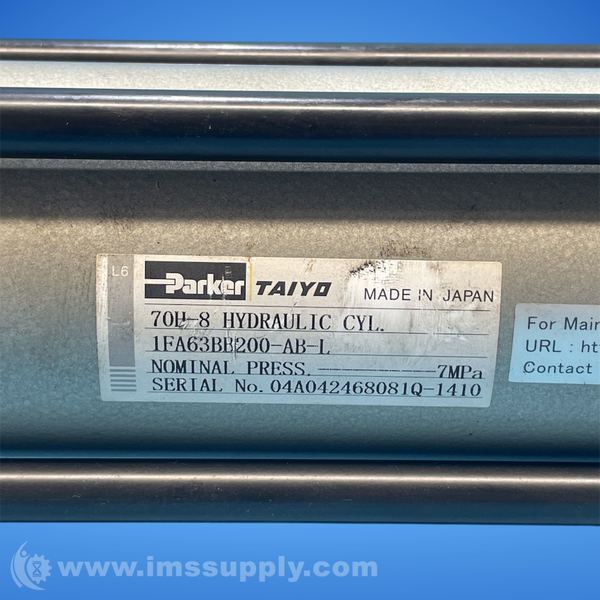 L6
Parker TAIYO MADE IN JAPAN
70H-8 HYDRAULIC CYL.
1FA63BB200-AB-L
NOMINAL PRESS.----------7MPa
SERIAL No. 04A042468081Q-1410
For Main
URL : ht
Contact
www.imssupply.com